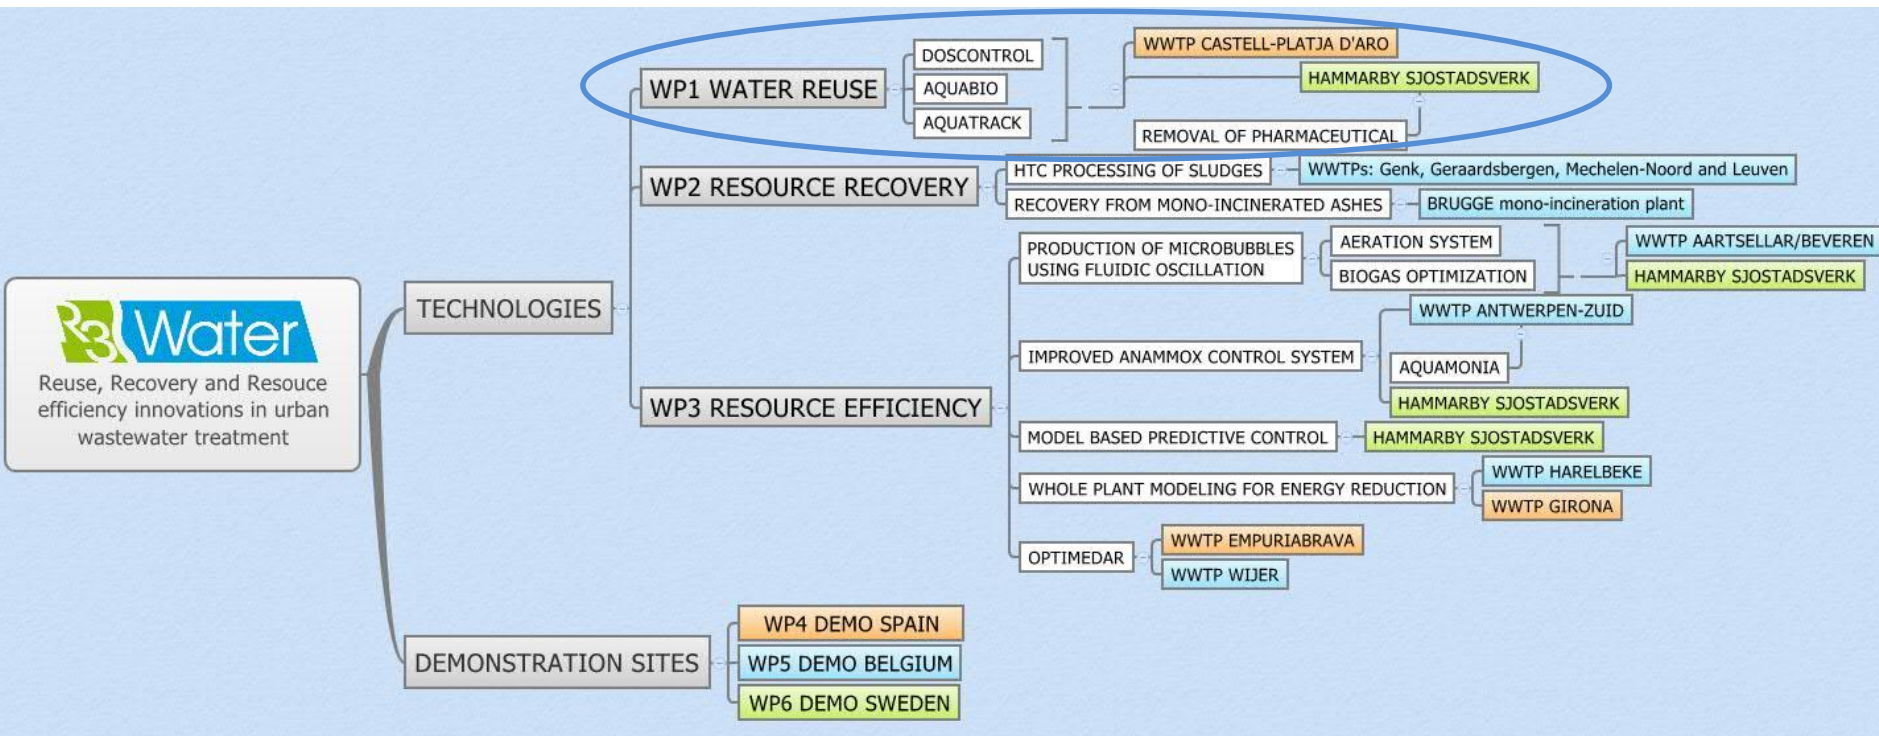 R3 Water
Reuse, Recovery and Resouce
efficiency innovations in urban
wastewater treatment
TECHNOLOGIES
WP1 WATER REUSE
DOSCONTROL
AQUABIO
AQUATRACK
WWTP CASTELL-PLATJA D'ARO
HAMMARBY SJOSTADSVERK
REMOVAL OF PHARMACEUTICAL
WP2 RESOURCE RECOVERY
HTC PROCESSING OF SLUDGES
WWTPs: Genk, Geraardsbergen, Mechelen-Noord and Leuven
RECOVERY FROM MONO-INCINERATED ASHES
BRUGGE mono-incineration plant
WP3 RESOURCE EFFICIENCY
PRODUCTION OF MICROBUBBLES
USING FLUIDIC OSCILLATION
AERATION SYSTEM
BIOGAS OPTIMIZATION
WWTP AARTSELLAR/BEVEREN
HAMMARBY SJOSTADSVERK
IMPROVED ANAMMOX CONTROL SYSTEM
WWTP ANTWERPEN-ZUID
AQUAMONIA
HAMMARBY SJOSTADSVERK
MODEL BASED PREDICTIVE CONTROL
HAMMARBY SJOSTADSVERK
WHOLE PLANT MODELING FOR ENERGY REDUCTION
WWTP HARELBEKE
WWTP GIRONA
OPTIMEDAR
WWTP EMPURIABRAVA
WWTP WIJER
DEMONSTRATION SITES
WP4 DEMO SPAIN
WP5 DEMO BELGIUM
WP6 DEMO SWEDEN